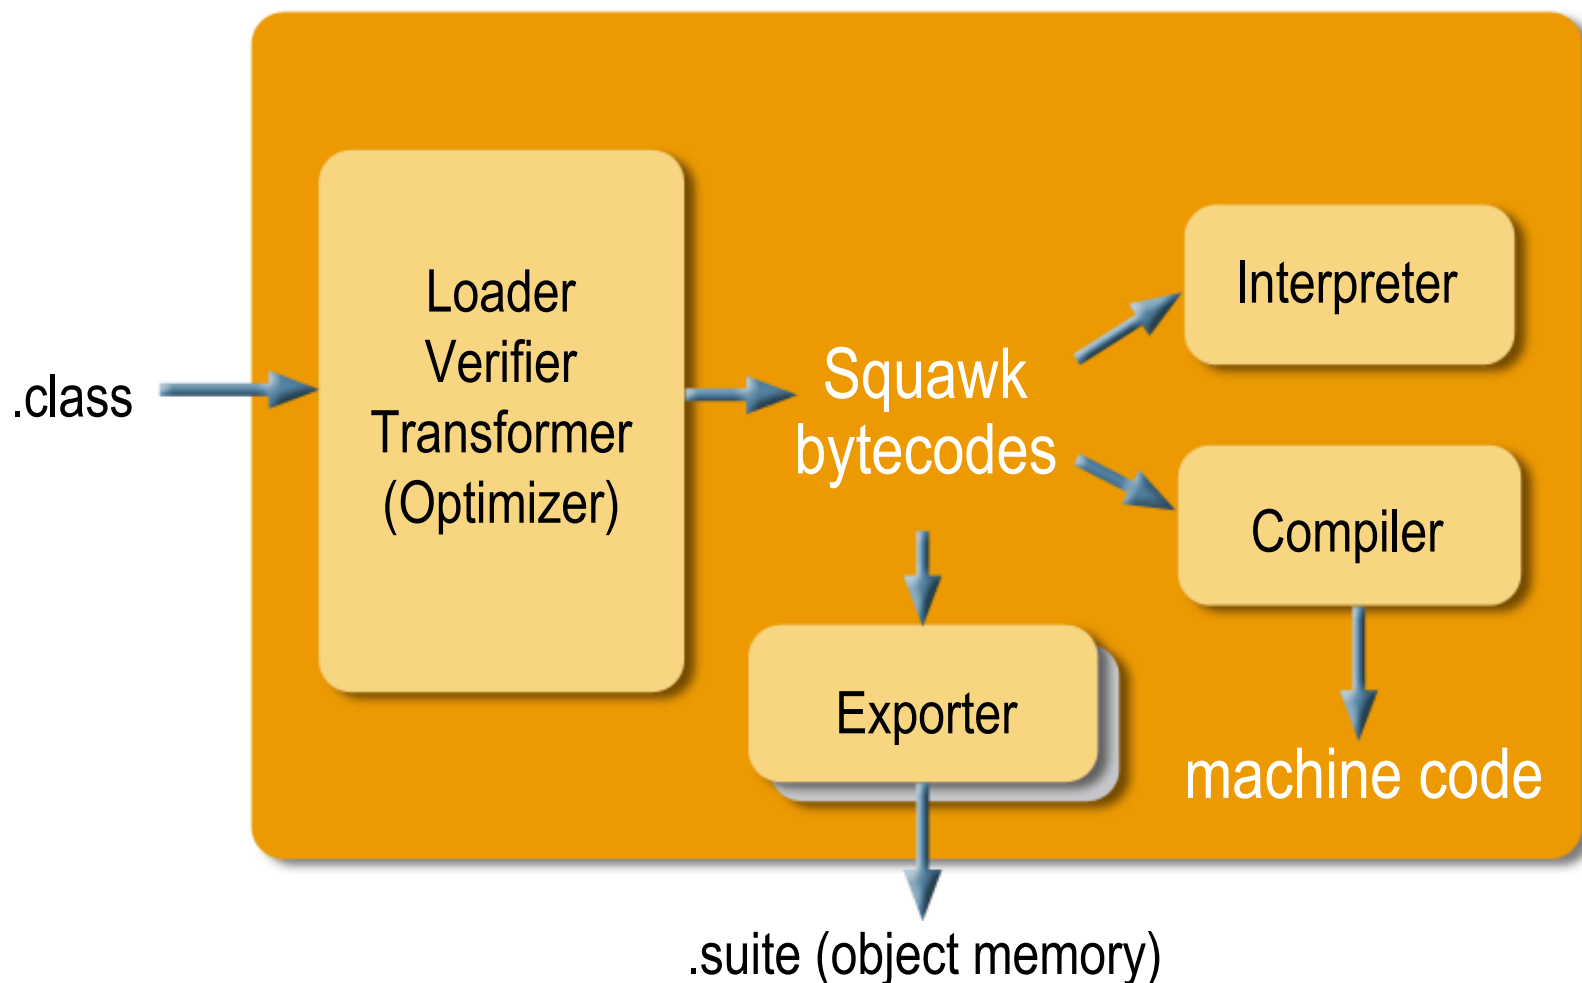 .class
Loader
Verifier
Transformer
(Optimizer)
Squawk
bytecodes
Interpreter
Compiler
Exporter
machine code
.suite (object memory)